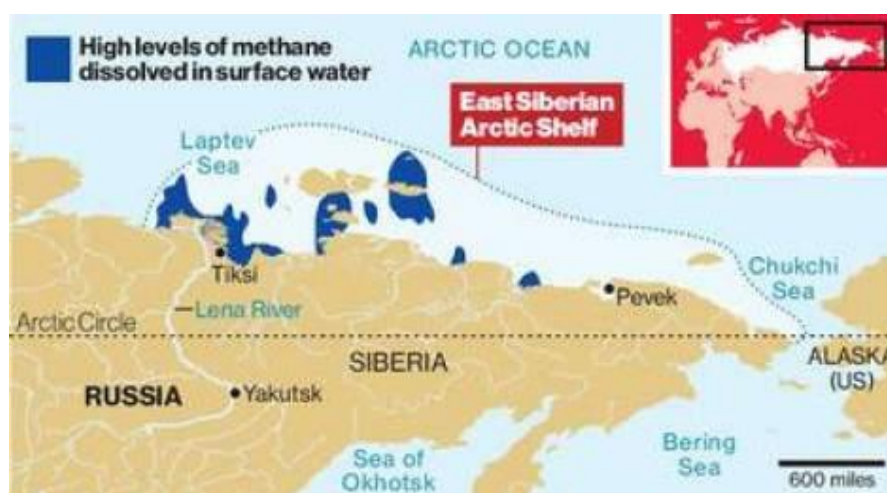 High levels of methane
dissolved in surface water
ARCTIC OCEAN
East Siberian
Arctic Shelf
Laptev
Sea
Tiksi
Chukchi
Sea
Pevek
Lena River
Arctic Circle
SIBERIA
ALASKA
(US)
RUSSIA
Yakutsk
Bering
Sea
Sea of
Okhotsk
600 miles